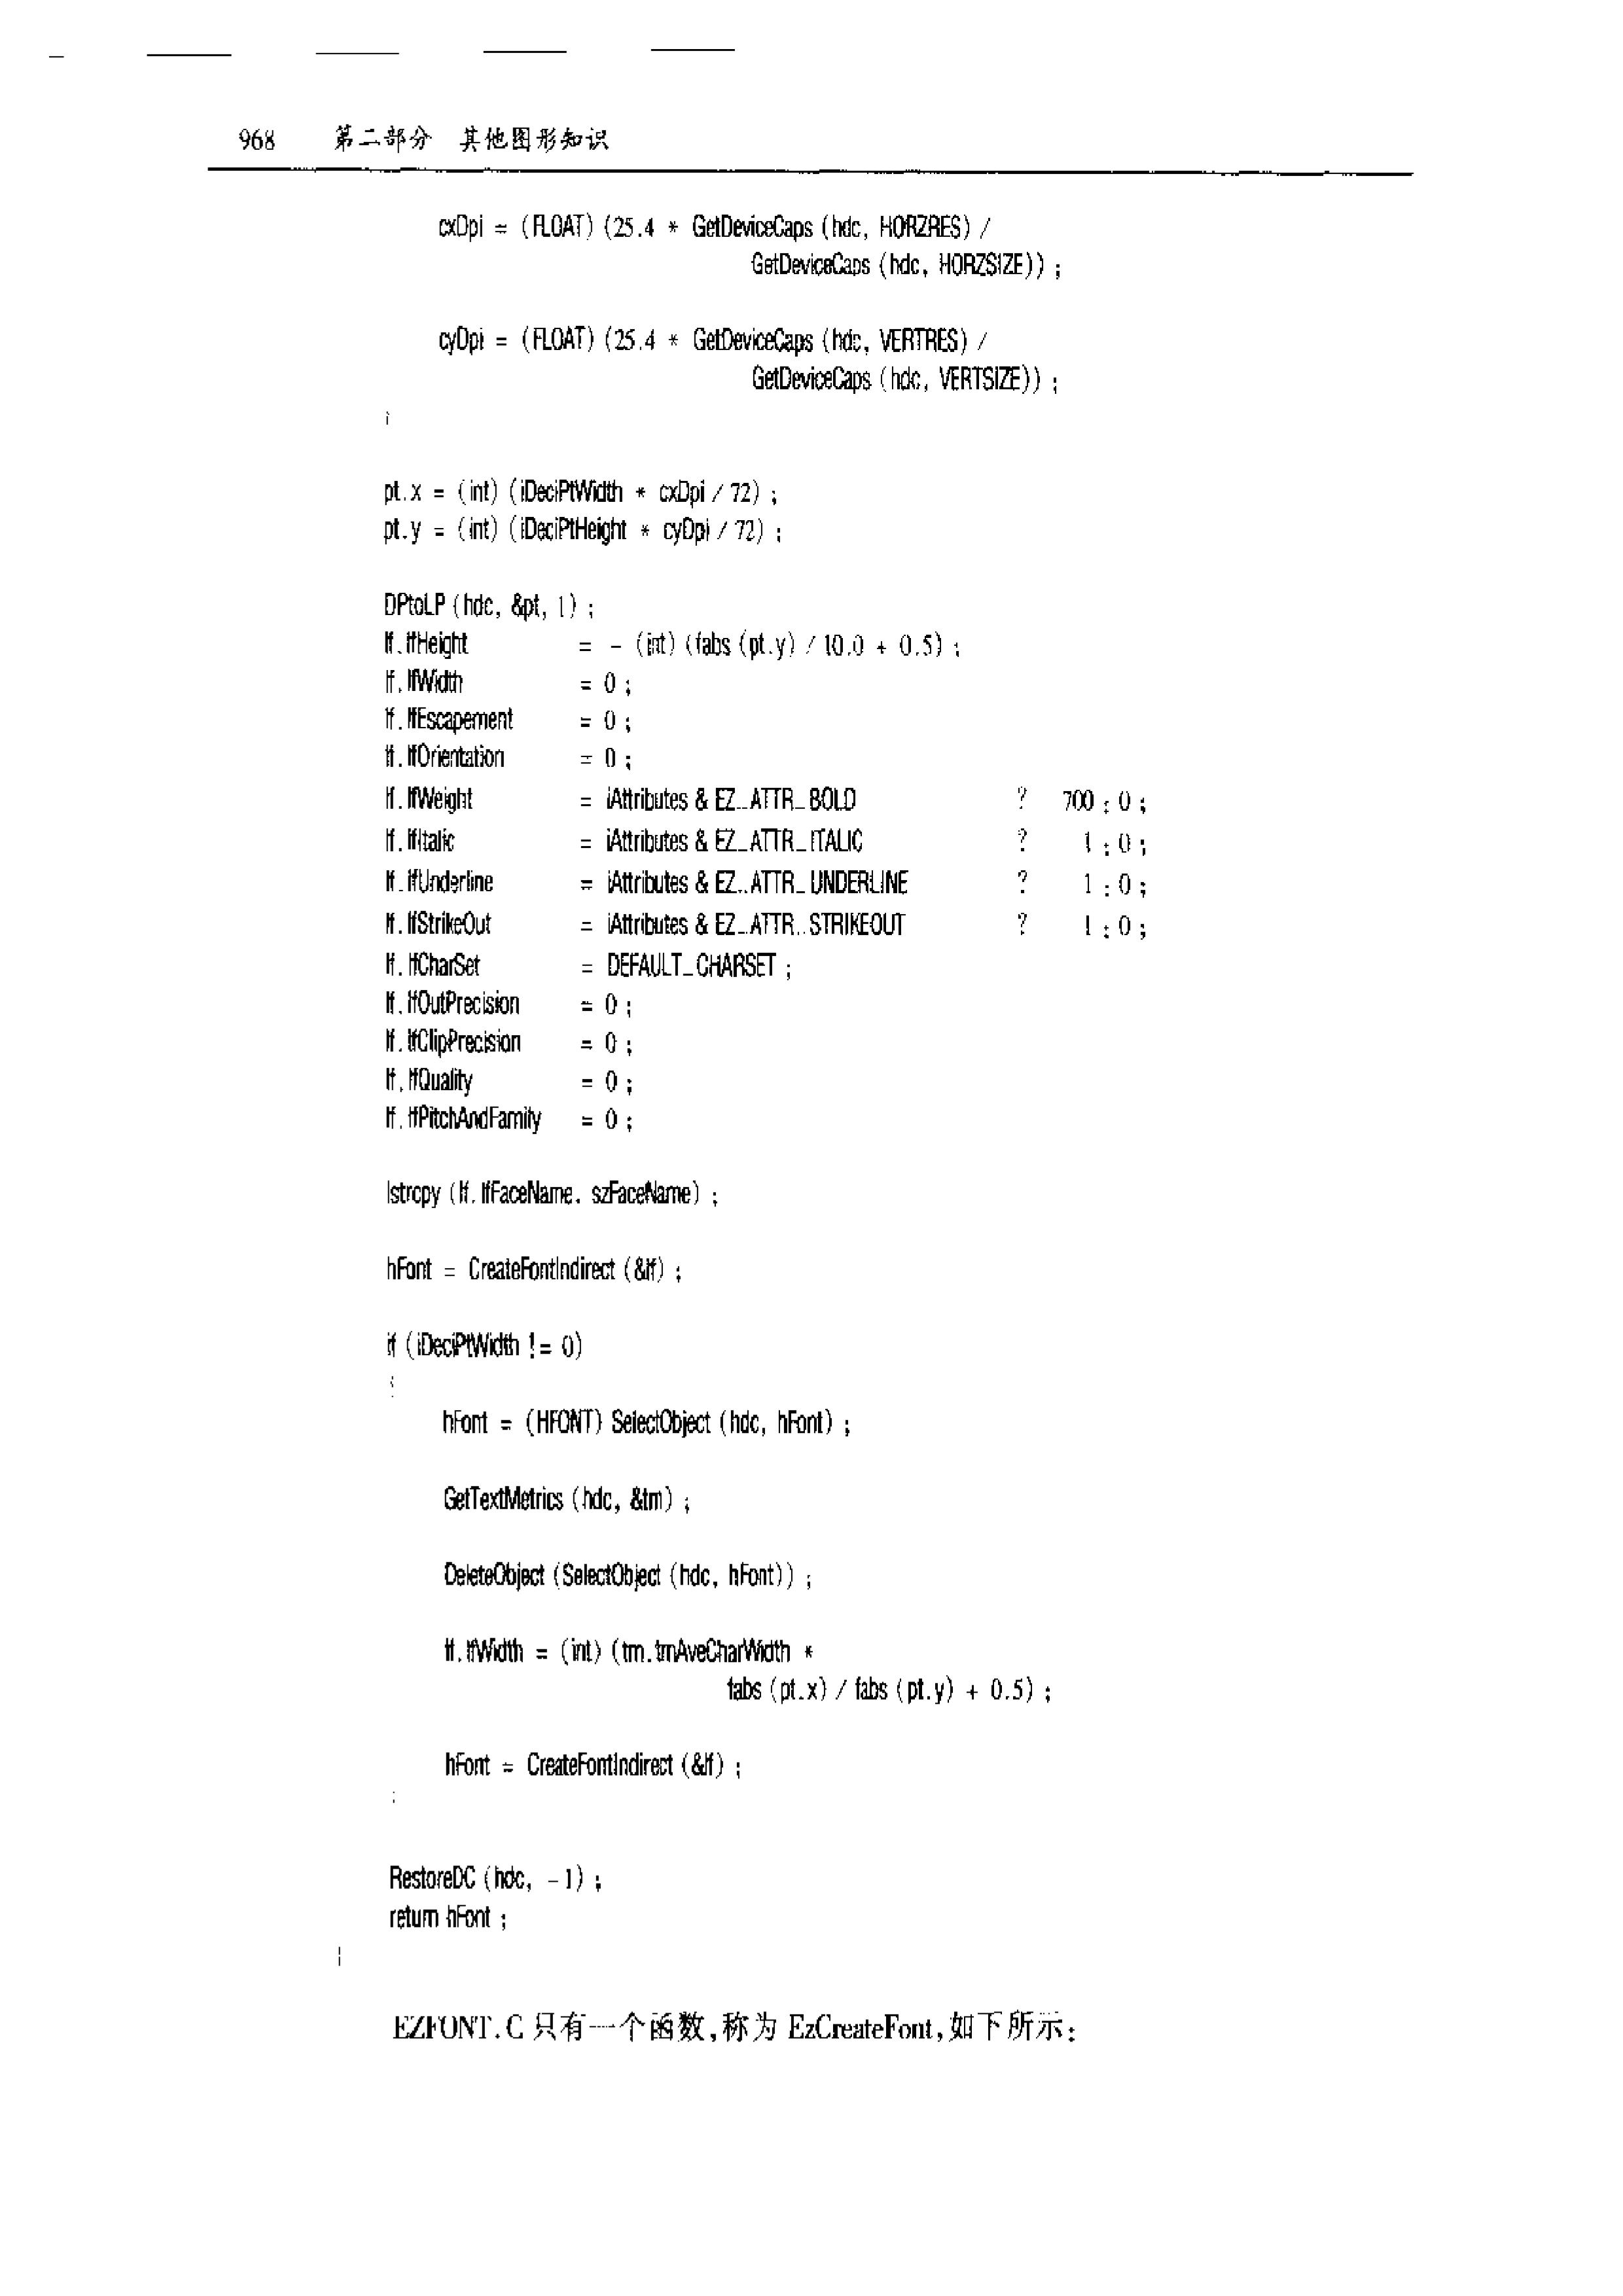 968 第二部分 其他图形知识
cxDpi = (FLOAT) (25.4 * GetDeviceCaps (hdc, HORZRES) /
GetDeviceCaps (hdc, HORZSIZE)) ;
cyDpi = (FLOAT) (25.4 * GetDeviceCaps (hdc, VERTRES) /
GetDeviceCaps (hdc, VERTSIZE)) ;
}
pt.x = (int) (iDeciPtWidth * cxDpi / 72) ;
pt.y = (int) (iDeciPtHeight * cyDpi / 72) ;
DPtoLP (hdc, &pt, 1) ;
lf.lfHeight = - (int) (fabs (pt.y) / 10.0 + 0.5) ;
lf.lfWidth = 0 ;
lf.lfEscapement = 0 ;
lf.lfOrientation = 0 ;
lf.lfWeight = iAttributes & EZ_ATTR_BOLD ? 700 : 0 ;
lf.lfItalic = iAttributes & EZ_ATTR_ITALIC ? 1 : 0 ;
lf.lfUnderline = iAttributes & EZ_ATTR_UNDERLINE ? 1 : 0 ;
lf.lfStrikeOut = iAttributes & EZ_ATTR_STRIKEOUT ? 1 : 0 ;
lf.lfCharSet = DEFAULT_CHARSET ;
lf.lfOutPrecision = 0 ;
lf.lfClipPrecision = 0 ;
lf.lfQuality = 0 ;
lf.lfPitchAndFamily = 0 ;
lstrcpy (lf.lfFaceName, szFaceName) ;
hFont = CreateFontIndirect (&lf) ;
if (iDeciPtWidth != 0)
{
hFont = (HFONT) SelectObject (hdc, hFont) ;
GetTextMetrics (hdc, &tm) ;
DeleteObject (SelectObject (hdc, hFont)) ;
lf.lfWidth = (int) (tm.tmAveCharWidth *
fabs (pt.x) / fabs (pt.y) + 0.5) ;
hFont = CreateFontIndirect (&lf) ;
}
RestoreDC (hdc, -1) ;
return hFont ;
}
EZFONT.C 只有一个函数,称为 EzCreateFont,如下所示: